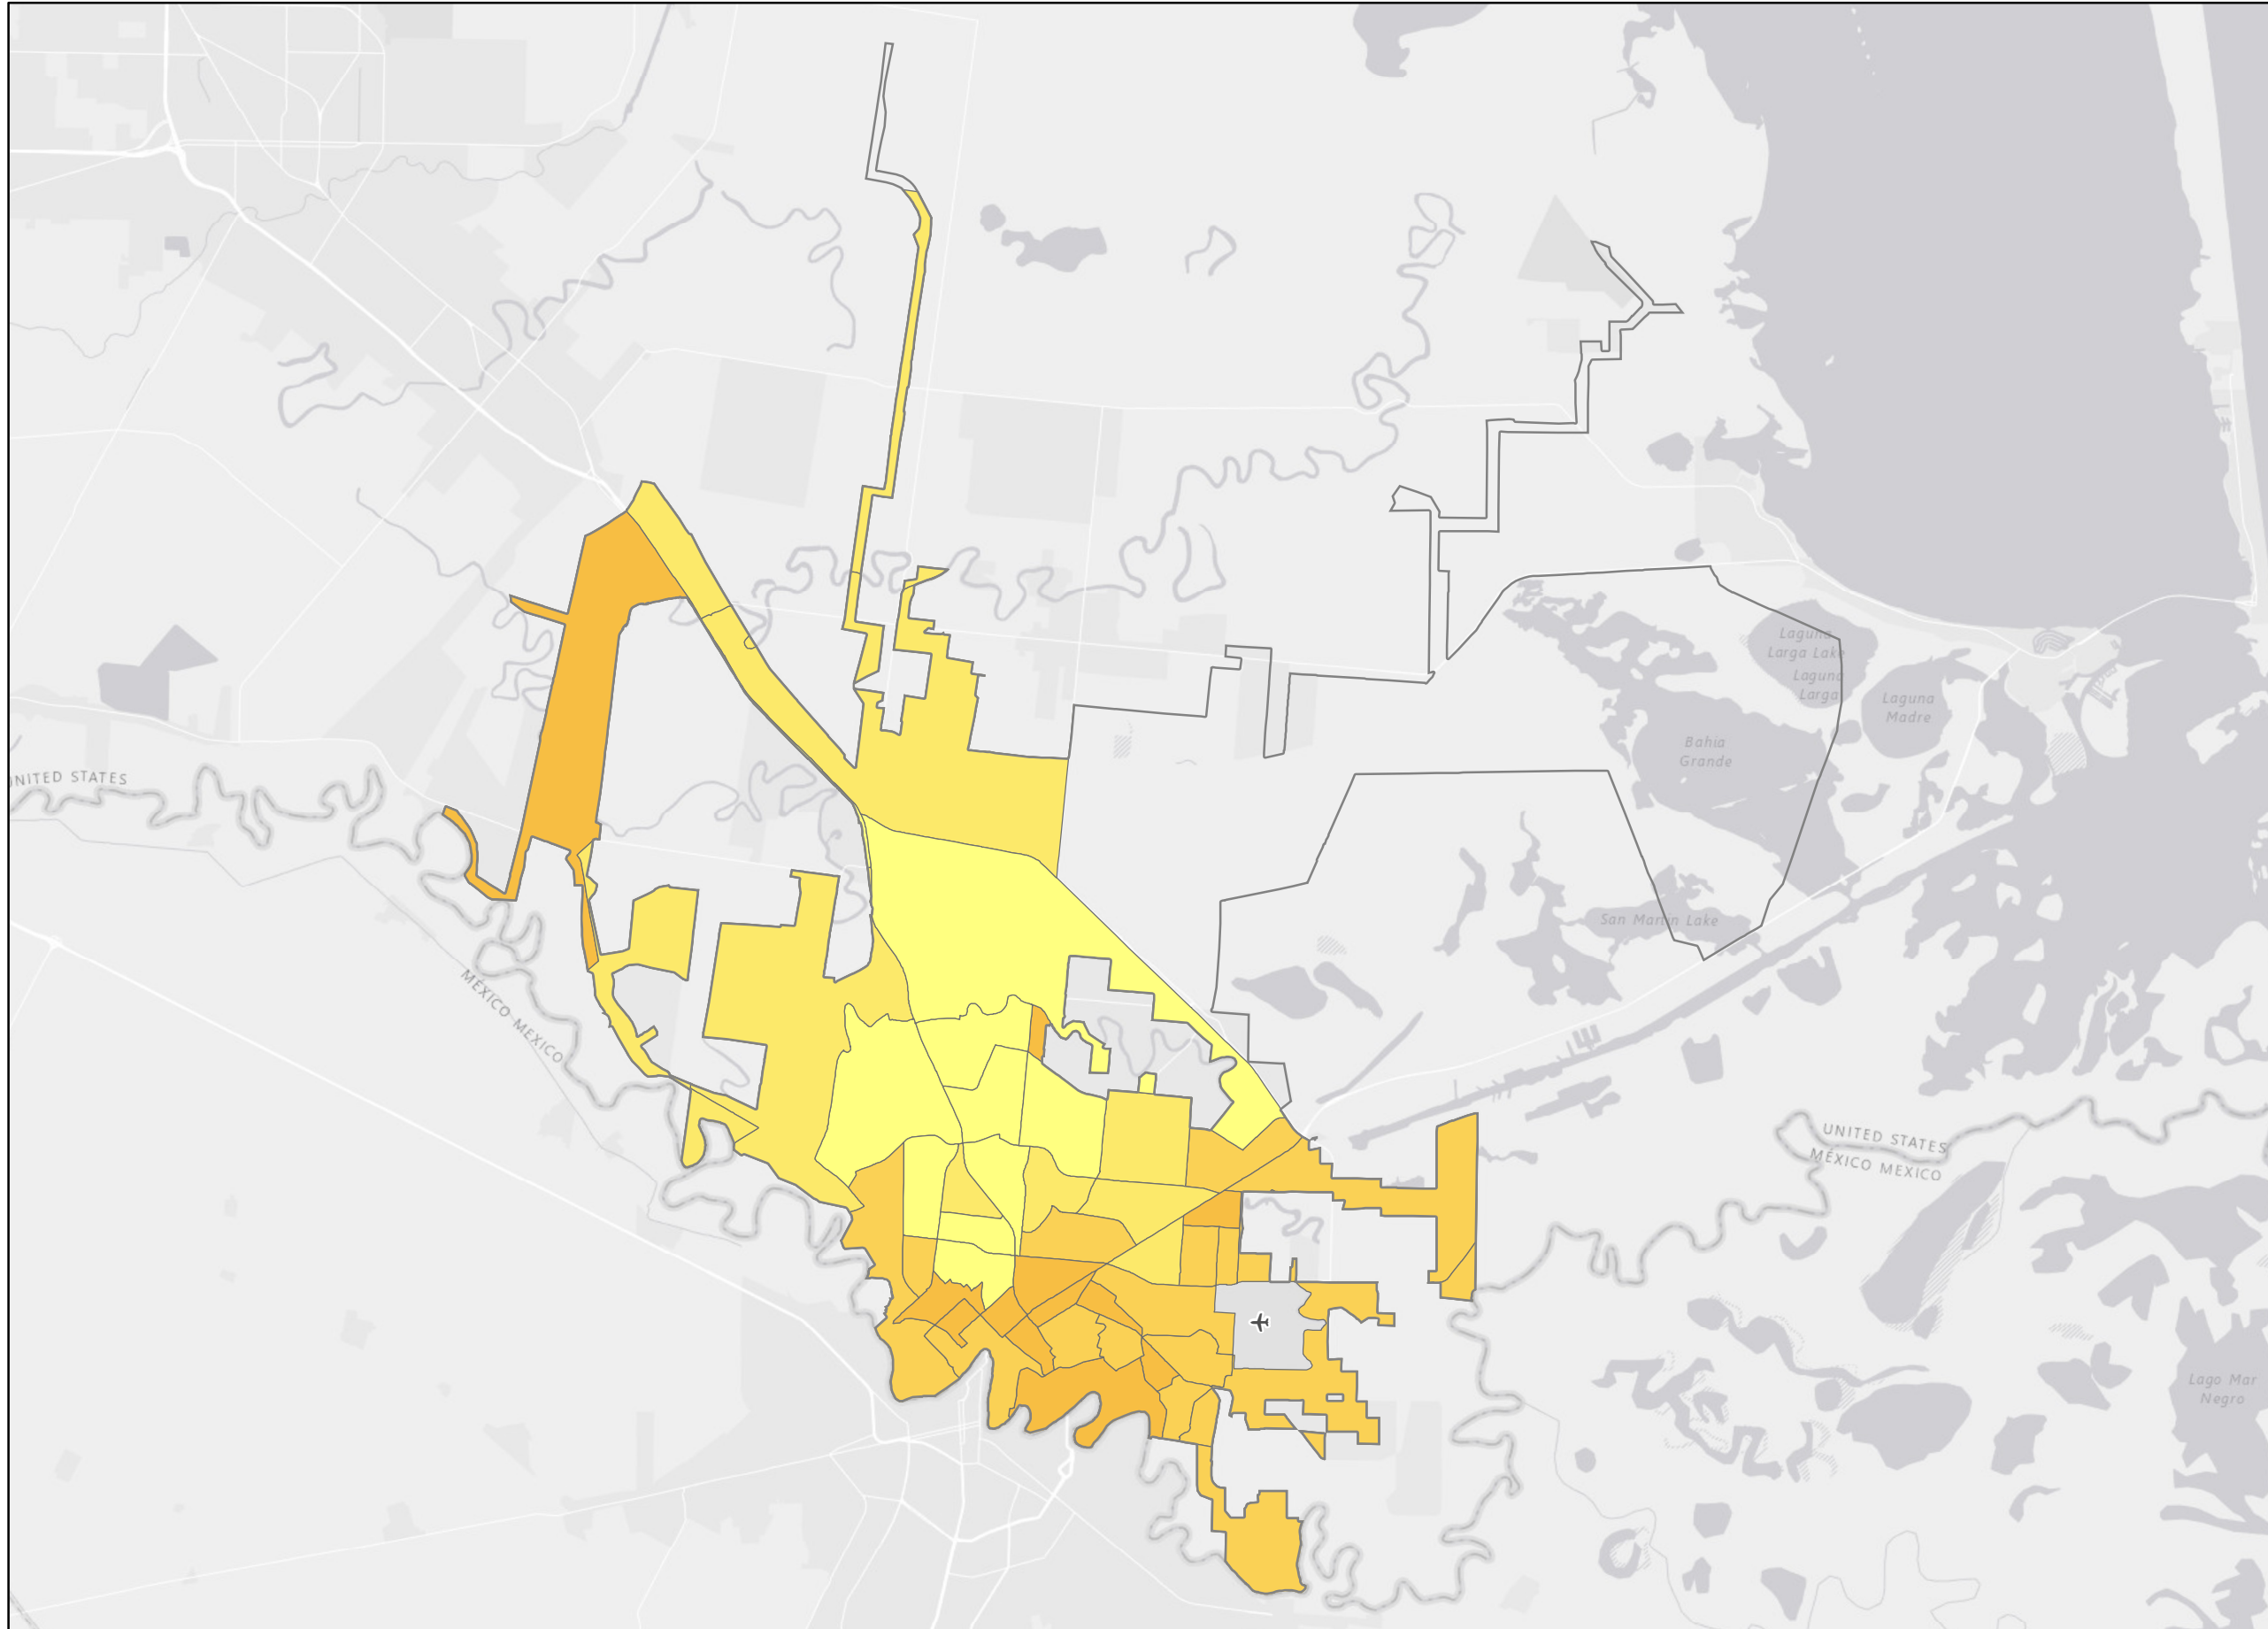 Laguna
Larga Lake
Laguna
Larga
Laguna
Madre
Bahia
Grande
UNITED STATES
San Martin Lake
MÉXICO MEXICO
UNITED STATES
MÉXICO MEXICO
Lago Mar
Negro